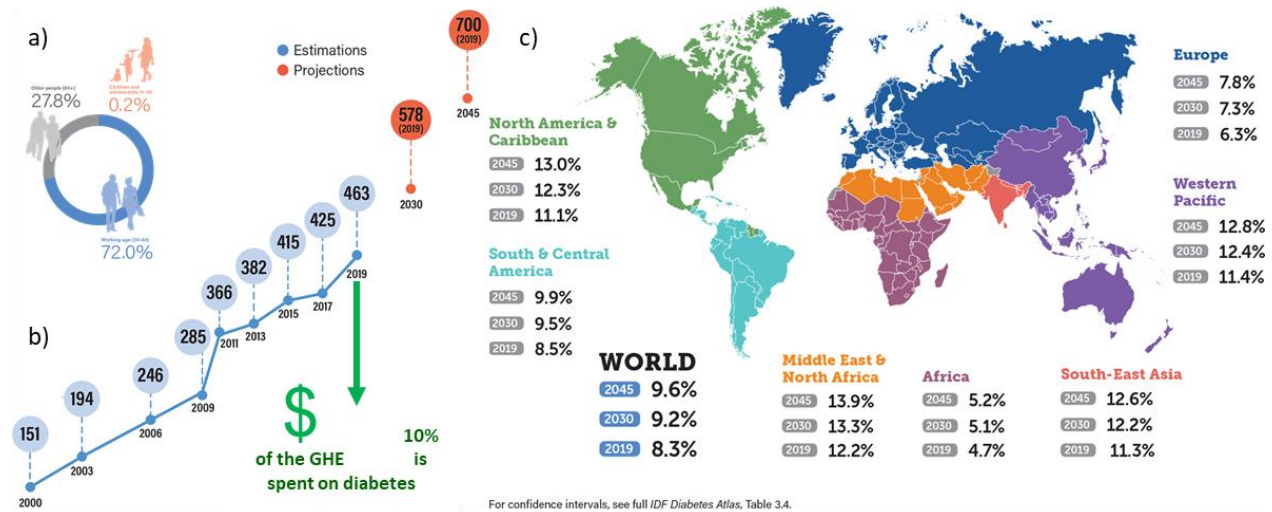 a)
Older people (65+)
27.8%
Children and
adolescents (0-19)
0.2%
Working age (20-64)
72.0%
Estimations
Projections
b)
151
2000
194
2003
246
2006
285
2009
366
2011
382
2013
415
2015
425
2017
463
2019
578
(2019)
2030
700
(2019)
2045
$
10%
of the GHE is
spent on diabetes
c)
North America &
Caribbean
2045 13.0%
2030 12.3%
2019 11.1%
South & Central
America
2045 9.9%
2030 9.5%
2019 8.5%
WORLD
2045 9.6%
2030 9.2%
2019 8.3%
Middle East &
North Africa
2045 13.9%
2030 13.3%
2019 12.2%
Africa
2045 5.2%
2030 5.1%
2019 4.7%
South-East Asia
2045 12.6%
2030 12.2%
2019 11.3%
Europe
2045 7.8%
2030 7.3%
2019 6.3%
Western
Pacific
2045 12.8%
2030 12.4%
2019 11.4%
For confidence intervals, see full IDF Diabetes Atlas, Table 3.4.